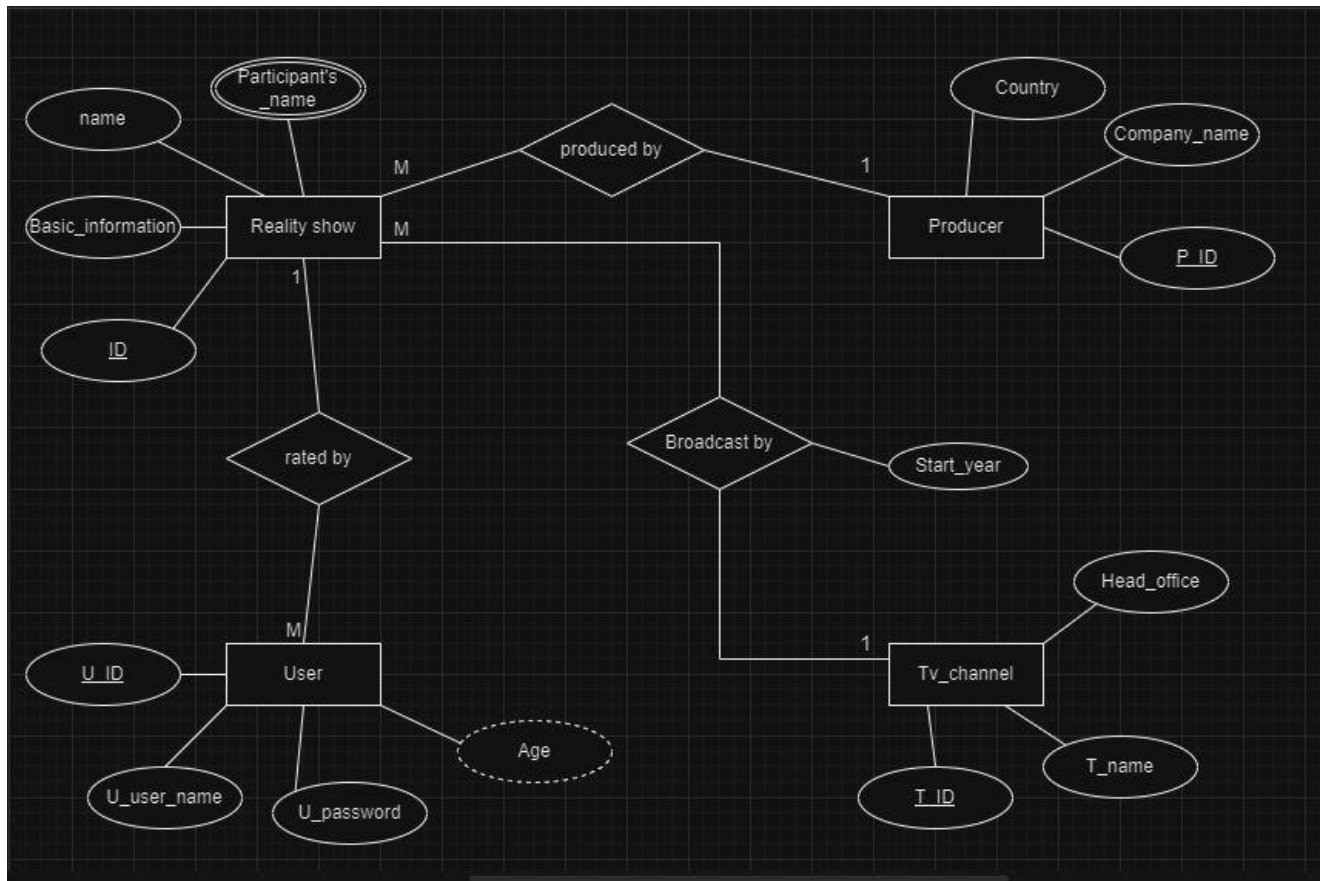 Participant's
_name
name
Country
Company_name
produced by
M
1
Basic_information
Reality show
M
Producer
P_ID
1
ID
rated by
Broadcast by
Start_year
Head_office
M
1
U_ID
User
Tv_channel
Age
T_name
U_user_name
U_password
T_ID